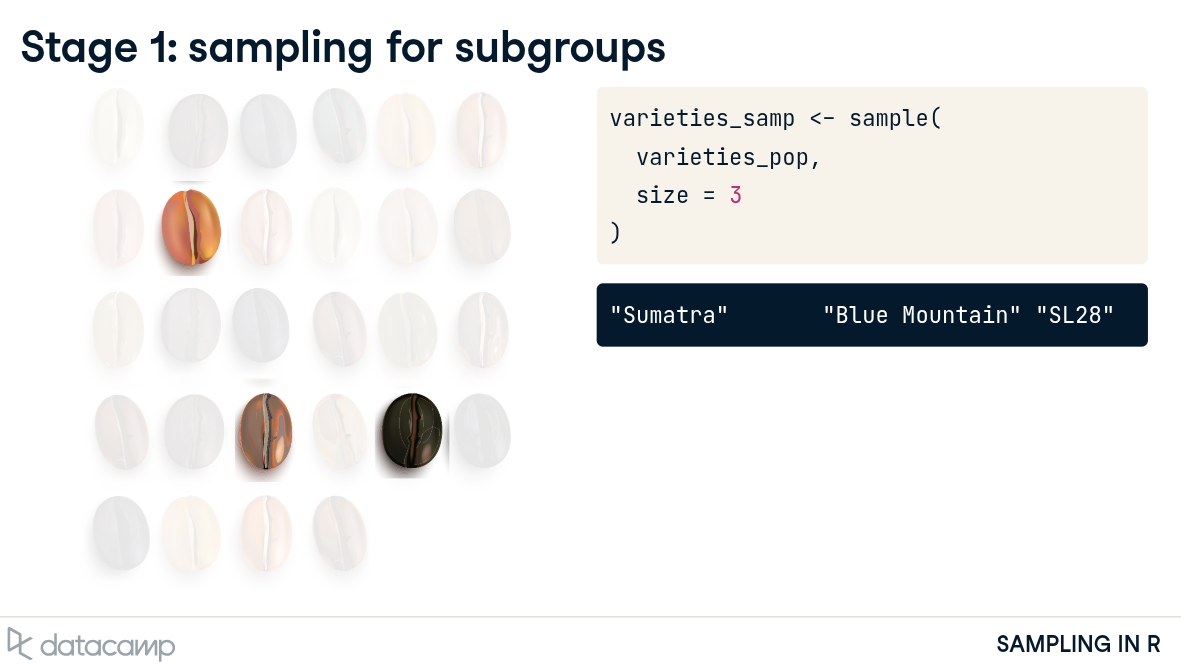 Stage 1: sampling for subgroups
varieties_samp <- sample(
  varieties_pop,
  size = 3
)
"Sumatra"       "Blue Mountain" "SL28"
datacamp
SAMPLING IN R